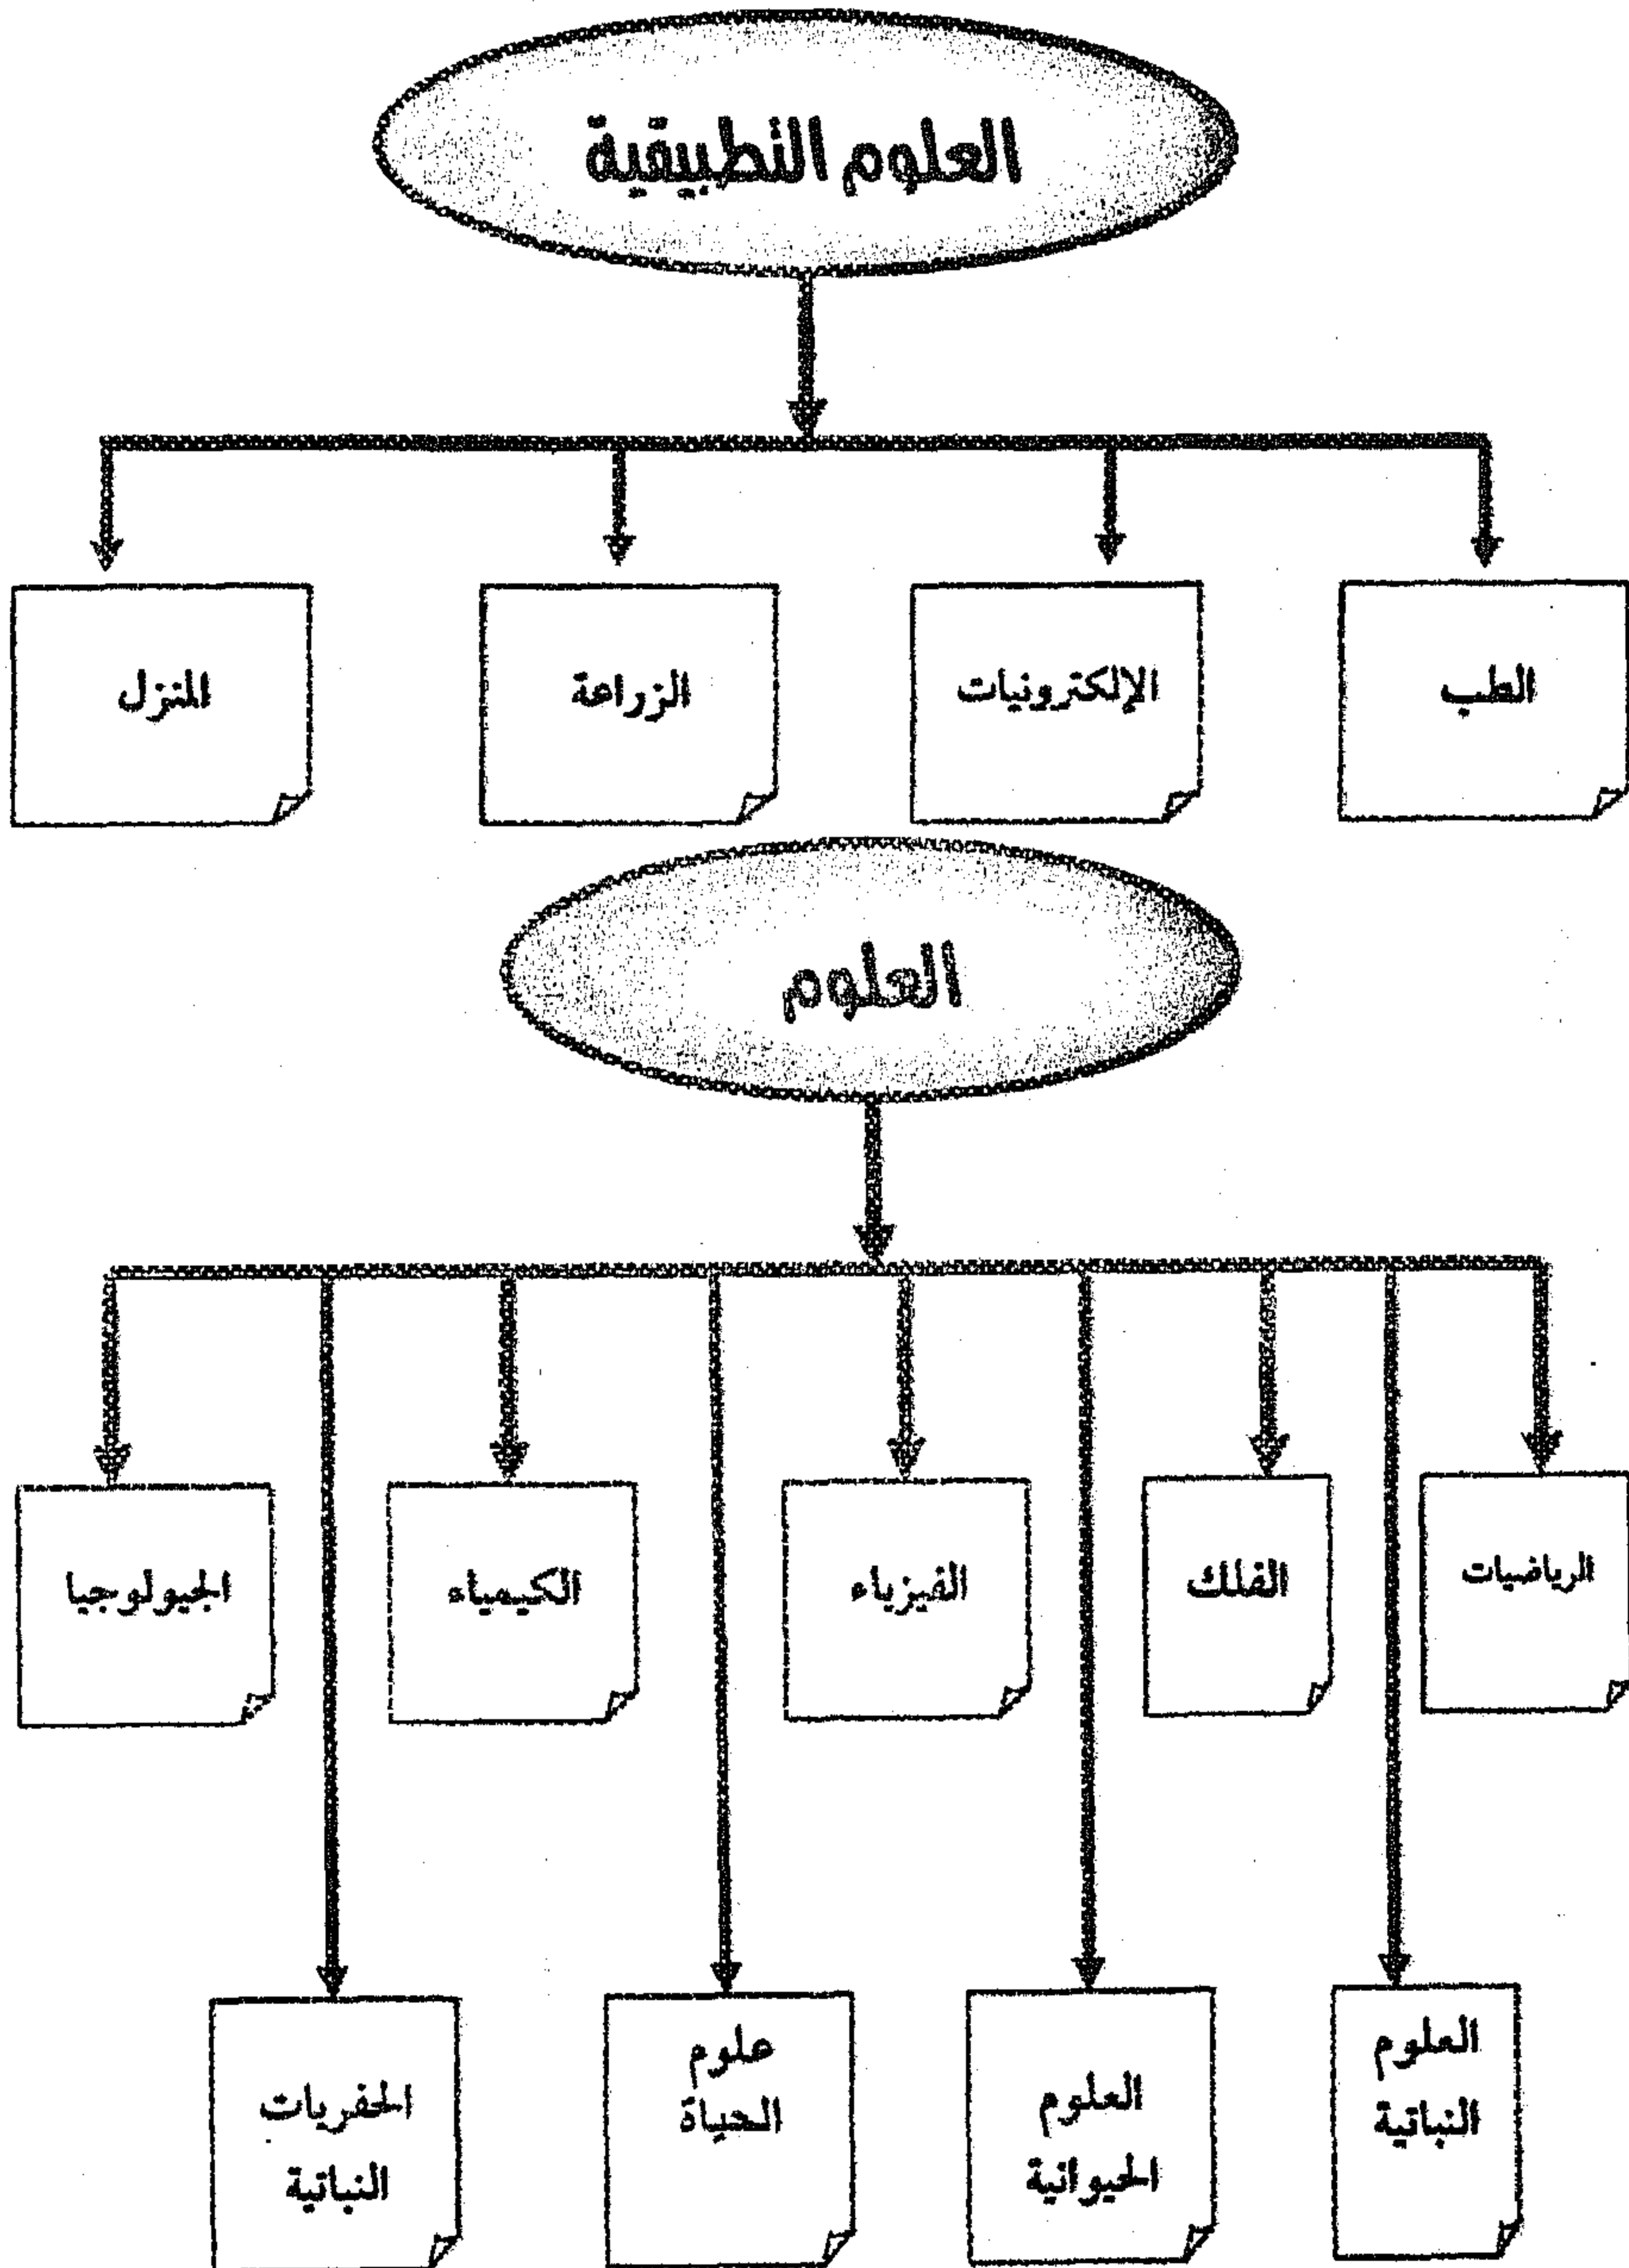 العلوم التطبيقية
الطب
الإلكترونيات
الزراعة
المنزل
العلوم
الرياضيات
الفلك
الفيزياء
الكيمياء
الجيولوجيا
العلوم
النباتية
العلوم
الحيوانية
علوم
الحياة
الحفريات
النباتية